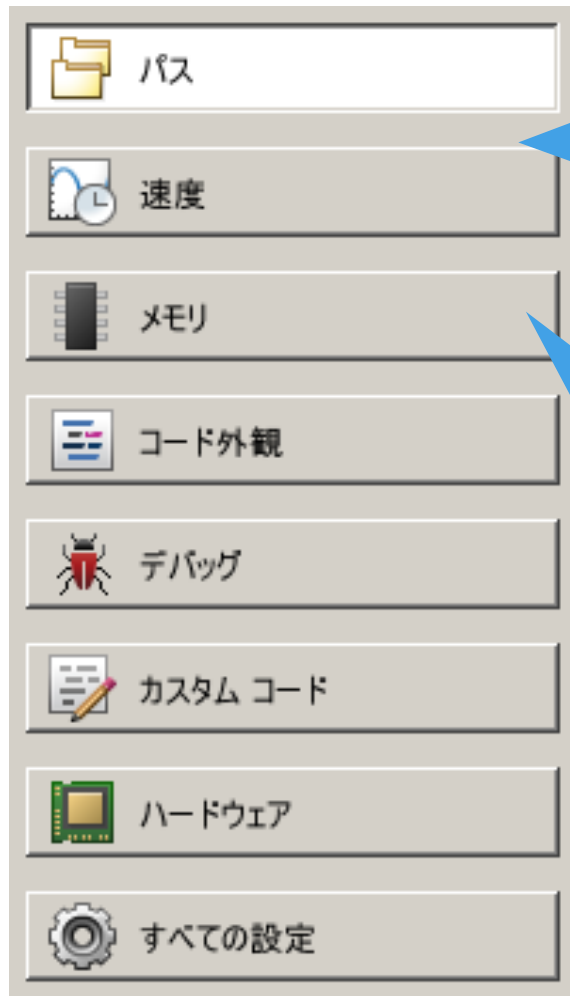 パス
速度
メモリ
コード外観
デバッグ
カスタム コード
ハードウェア
すべての設定